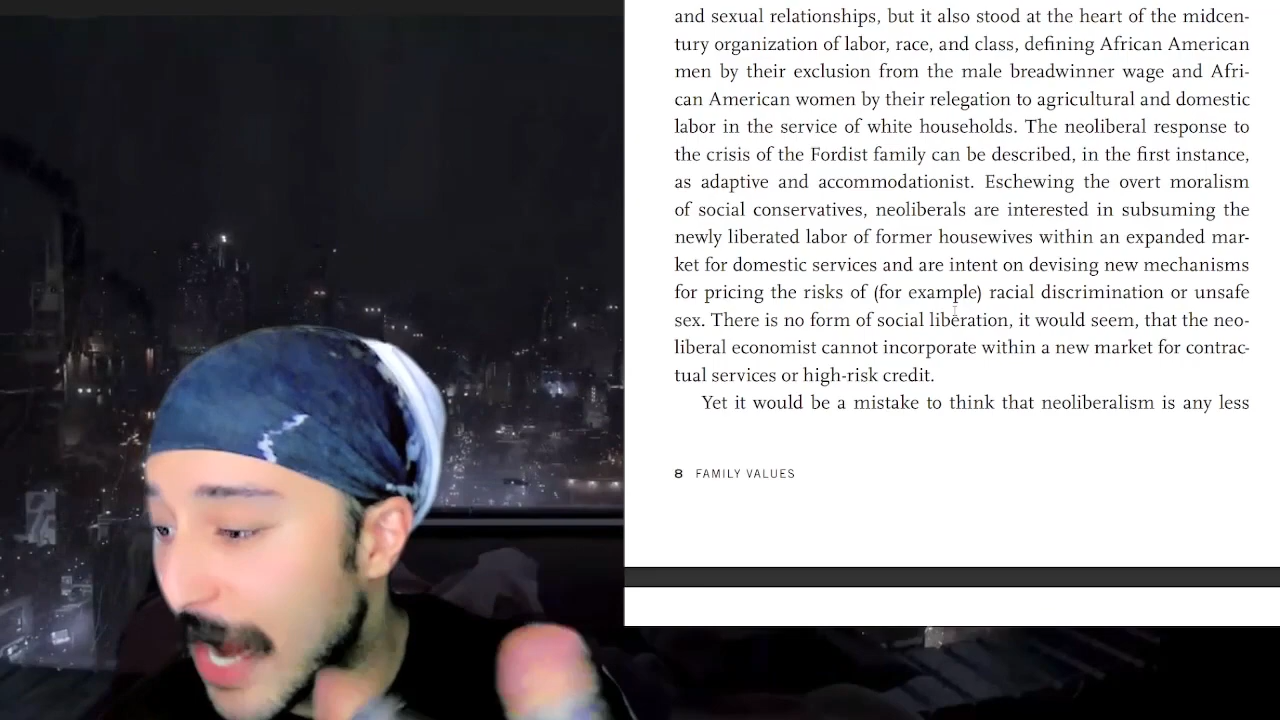 and sexual relationships, but it also stood at the heart of the midcen-
tury organization of labor, race, and class, defining African American
men by their exclusion from the male breadwinner wage and Afri-
can American women by their relegation to agricultural and domestic
labor in the service of white households. The neoliberal response to
the crisis of the Fordist family can be described, in the first instance,
as adaptive and accommodationist. Eschewing the overt moralism
of social conservatives, neoliberals are interested in subsuming the
newly liberated labor of former housewives within an expanded mar-
ket for domestic services and are intent on devising new mechanisms
for pricing the risks of (for example) racial discrimination or unsafe
sex. There is no form of social liberation, it would seem, that the neo-
liberal economist cannot incorporate within a new market for contrac-
tual services or high-risk credit.
Yet it would be a mistake to think that neoliberalism is any less
8 FAMILY VALUES